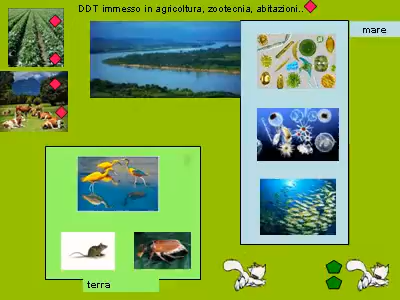 DDT immesso in agricoltura, zootecnia, abitazioni..
mare
terra